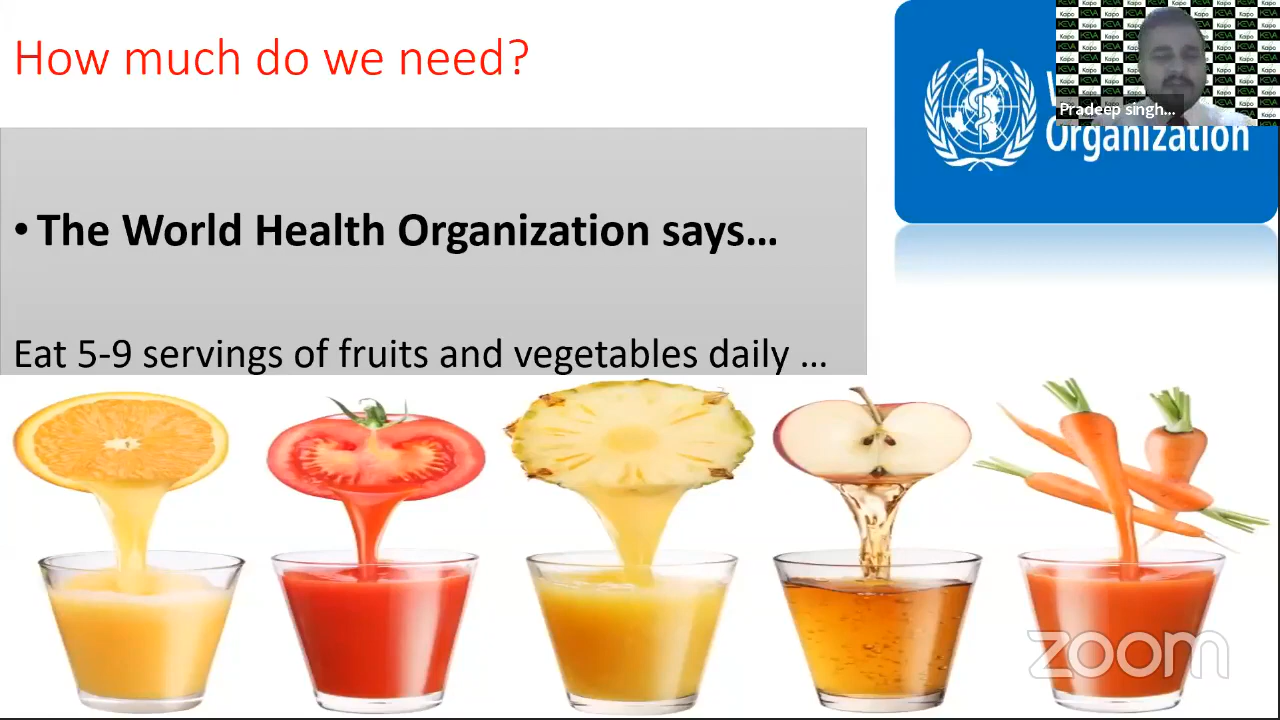 How much do we need?
Pradeep singh...
Organization
• The World Health Organization says...
Eat 5-9 servings of fruits and vegetables daily ...
zoom